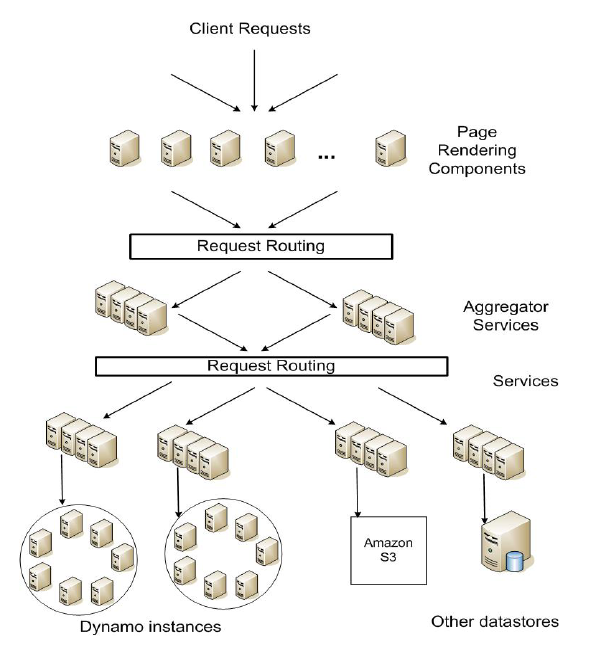 Client Requests
Page
Rendering
Components
...
Request Routing
Aggregator
Services
Request Routing
Services
Amazon
S3
Dynamo instances
Other datastores